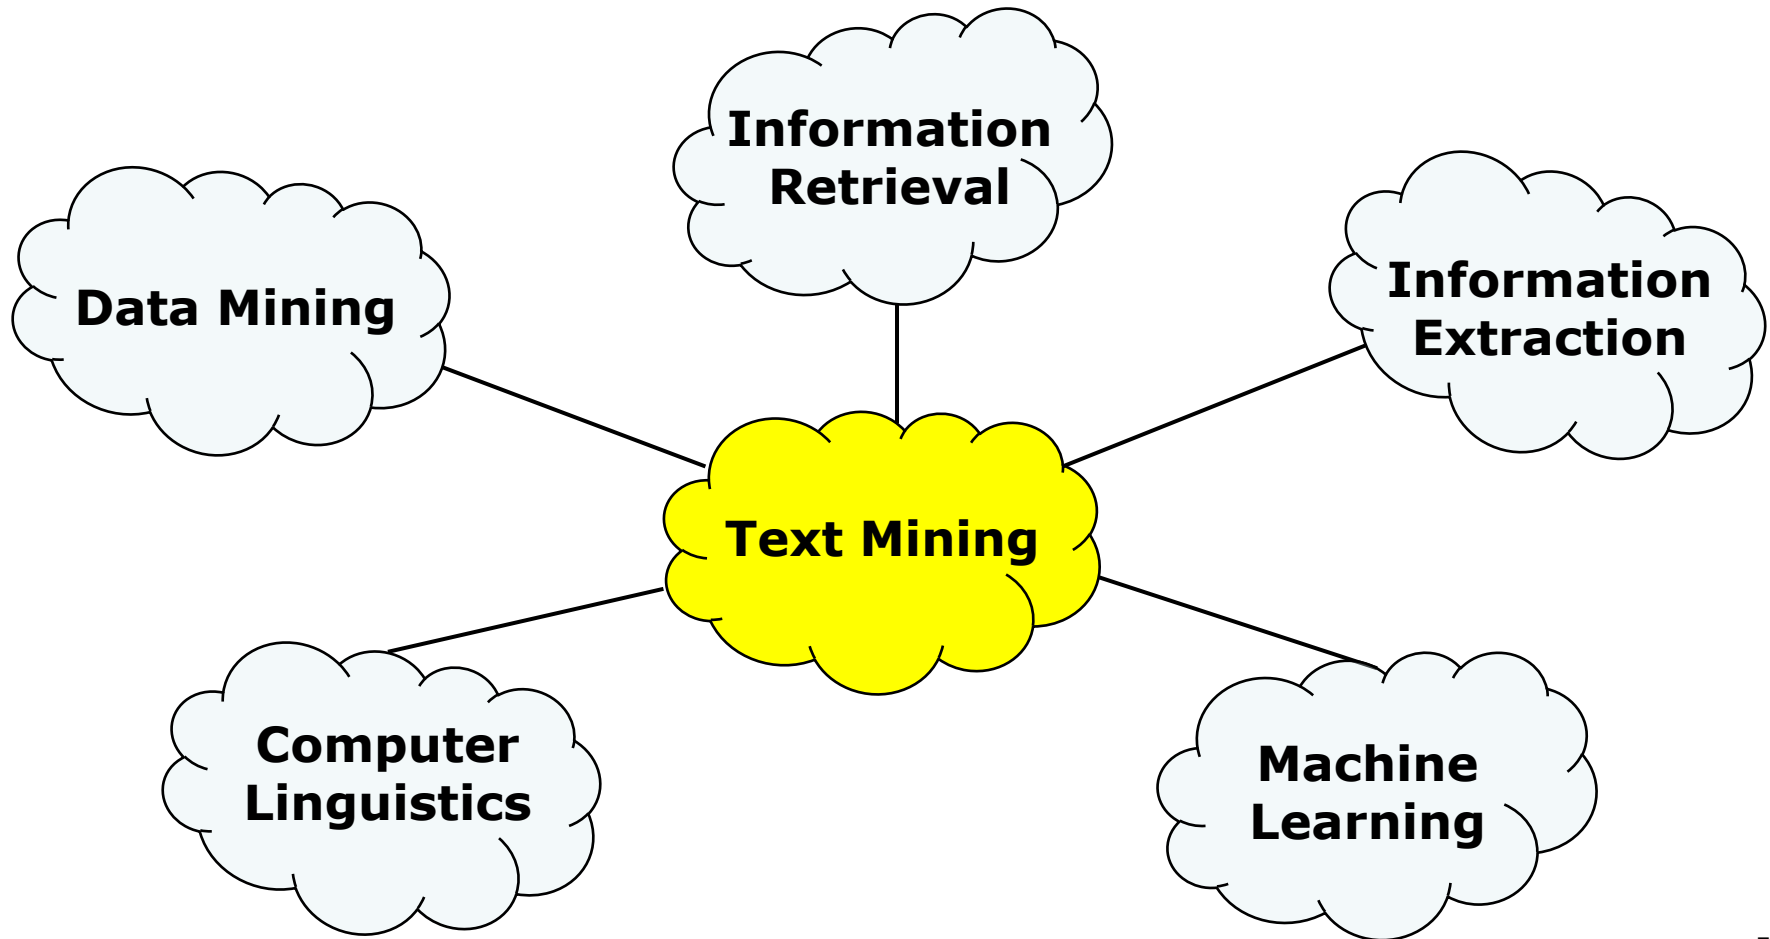 Information
Retrieval
Data Mining
Information
Extraction
Text Mining
Computer
Linguistics
Machine
Learning